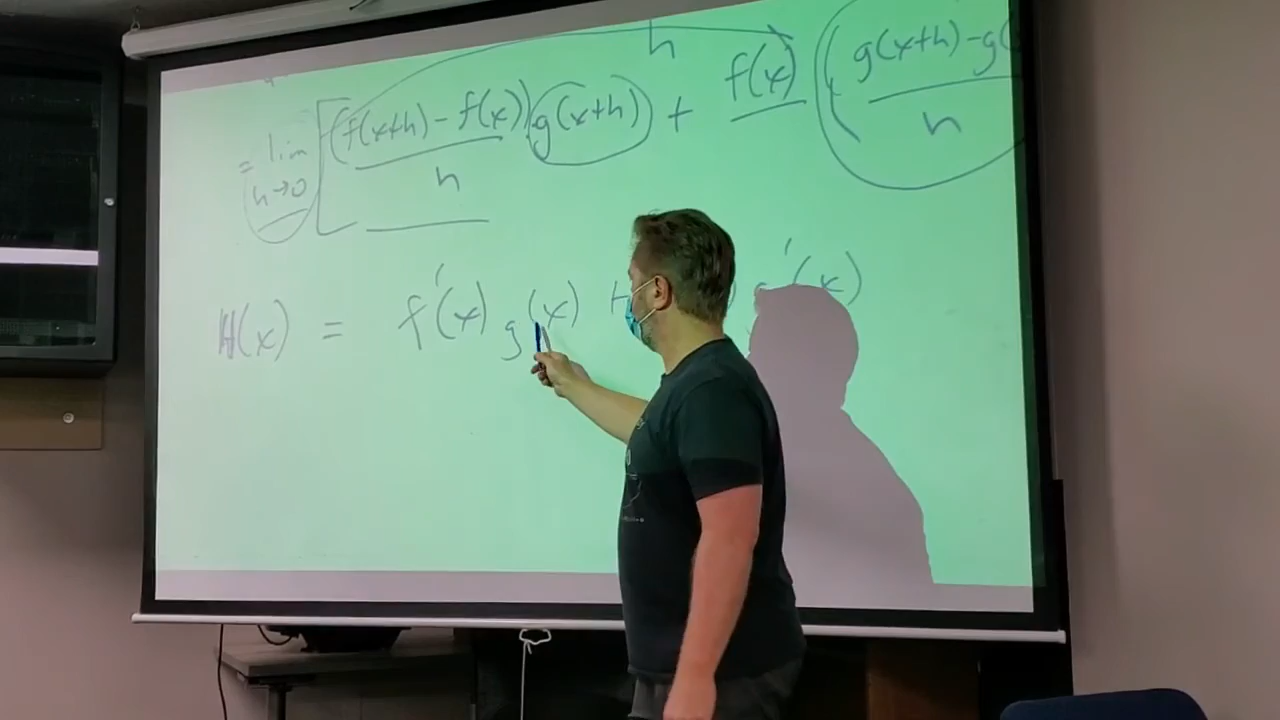 h
= lim h→0 [ (f(x+h) - f(x)) / h g(x+h) + f(x) ( g(x+h) - g( / h
H(x) = f'(x) g(x) + ) g'(x)